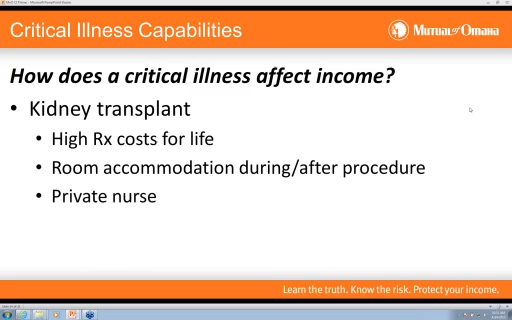 Critical Illness Capabilities
Mutual of Omaha
How does a critical illness affect income?
• Kidney transplant
• High Rx costs for life
• Room accommodation during/after procedure
• Private nurse
Learn the truth. Know the risk. Protect your income.